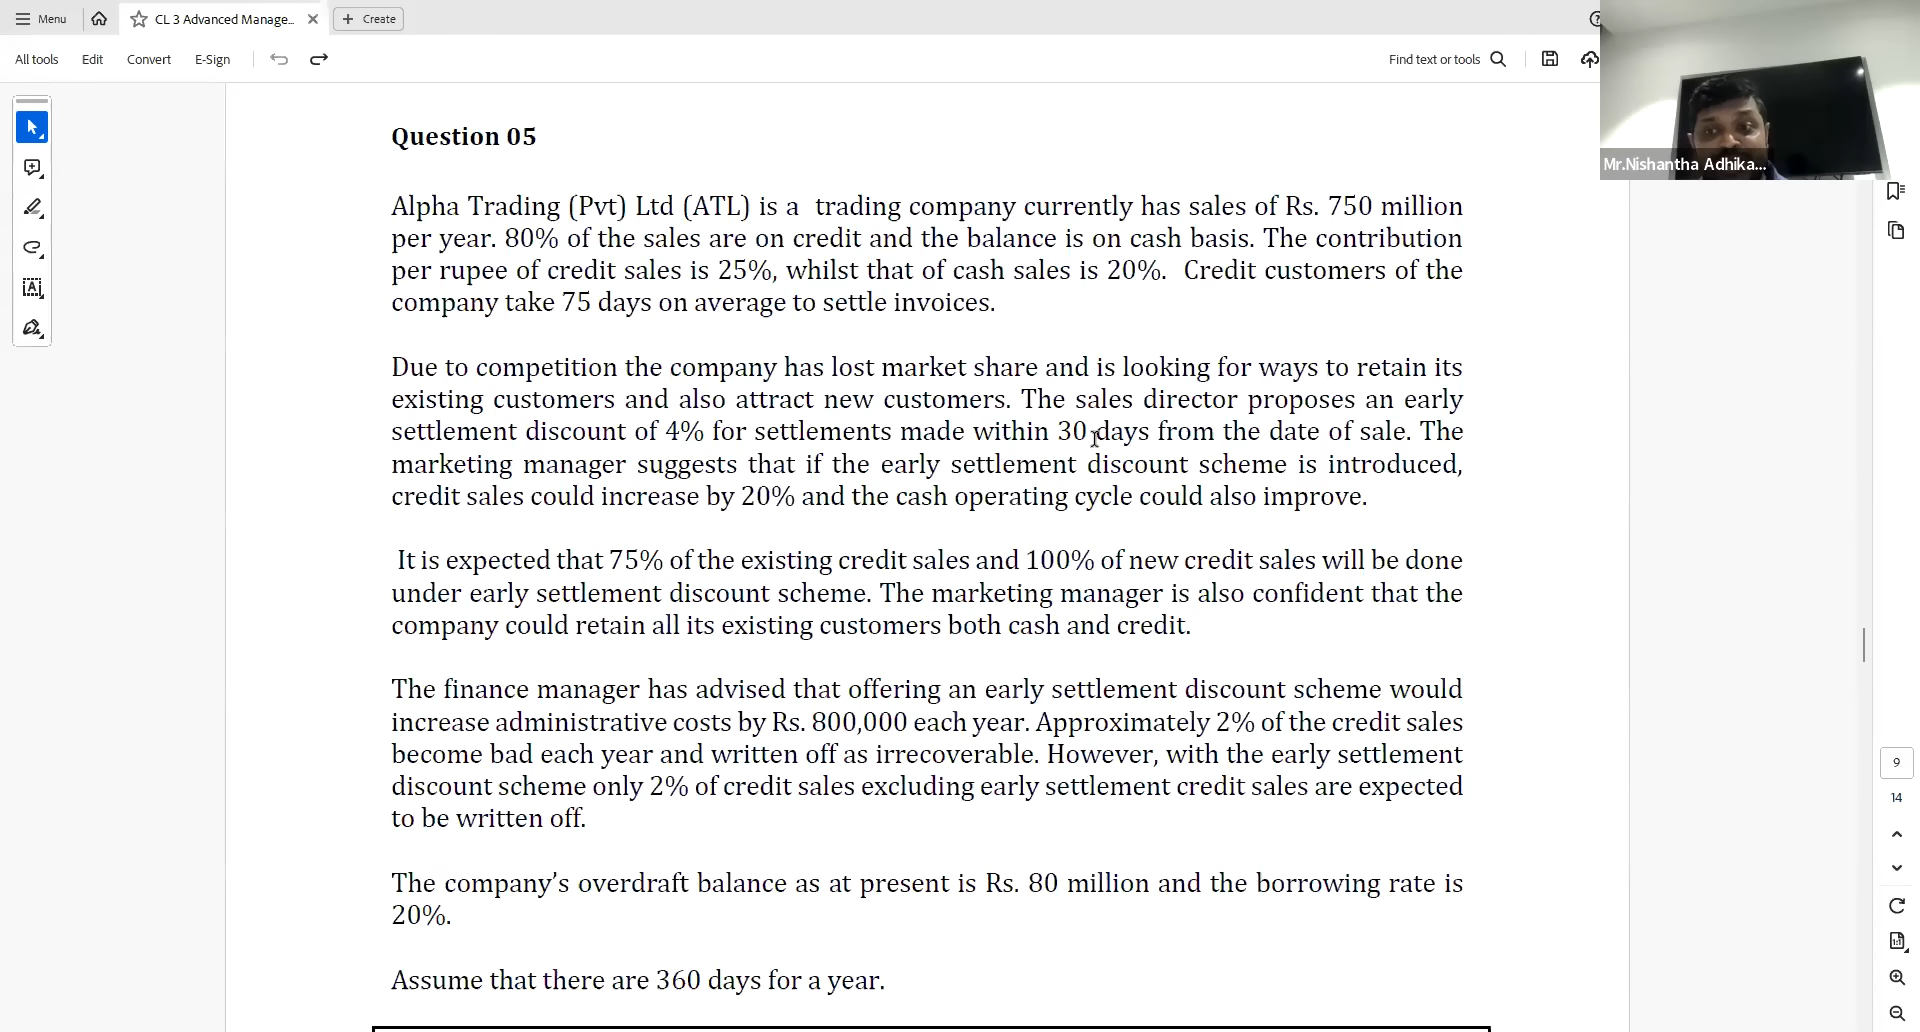 Menu
CL 3 Advanced Manage...
Create
All tools
Edit
Convert
E-Sign
Find text or tools
Mr.Nishantha Adhika...
Question 05
Alpha Trading (Pvt) Ltd (ATL) is a trading company currently has sales of Rs. 750 million
per year. 80% of the sales are on credit and the balance is on cash basis. The contribution
per rupee of credit sales is 25%, whilst that of cash sales is 20%. Credit customers of the
company take 75 days on average to settle invoices.
Due to competition the company has lost market share and is looking for ways to retain its
existing customers and also attract new customers. The sales director proposes an early
settlement discount of 4% for settlements made within 30 days from the date of sale. The
marketing manager suggests that if the early settlement discount scheme is introduced,
credit sales could increase by 20% and the cash operating cycle could also improve.
It is expected that 75% of the existing credit sales and 100% of new credit sales will be done
under early settlement discount scheme. The marketing manager is also confident that the
company could retain all its existing customers both cash and credit.
The finance manager has advised that offering an early settlement discount scheme would
increase administrative costs by Rs. 800,000 each year. Approximately 2% of the credit sales
become bad each year and written off as irrecoverable. However, with the early settlement
discount scheme only 2% of credit sales excluding early settlement credit sales are expected
to be written off.
The company’s overdraft balance as at present is Rs. 80 million and the borrowing rate is
20%.
Assume that there are 360 days for a year.
9
14